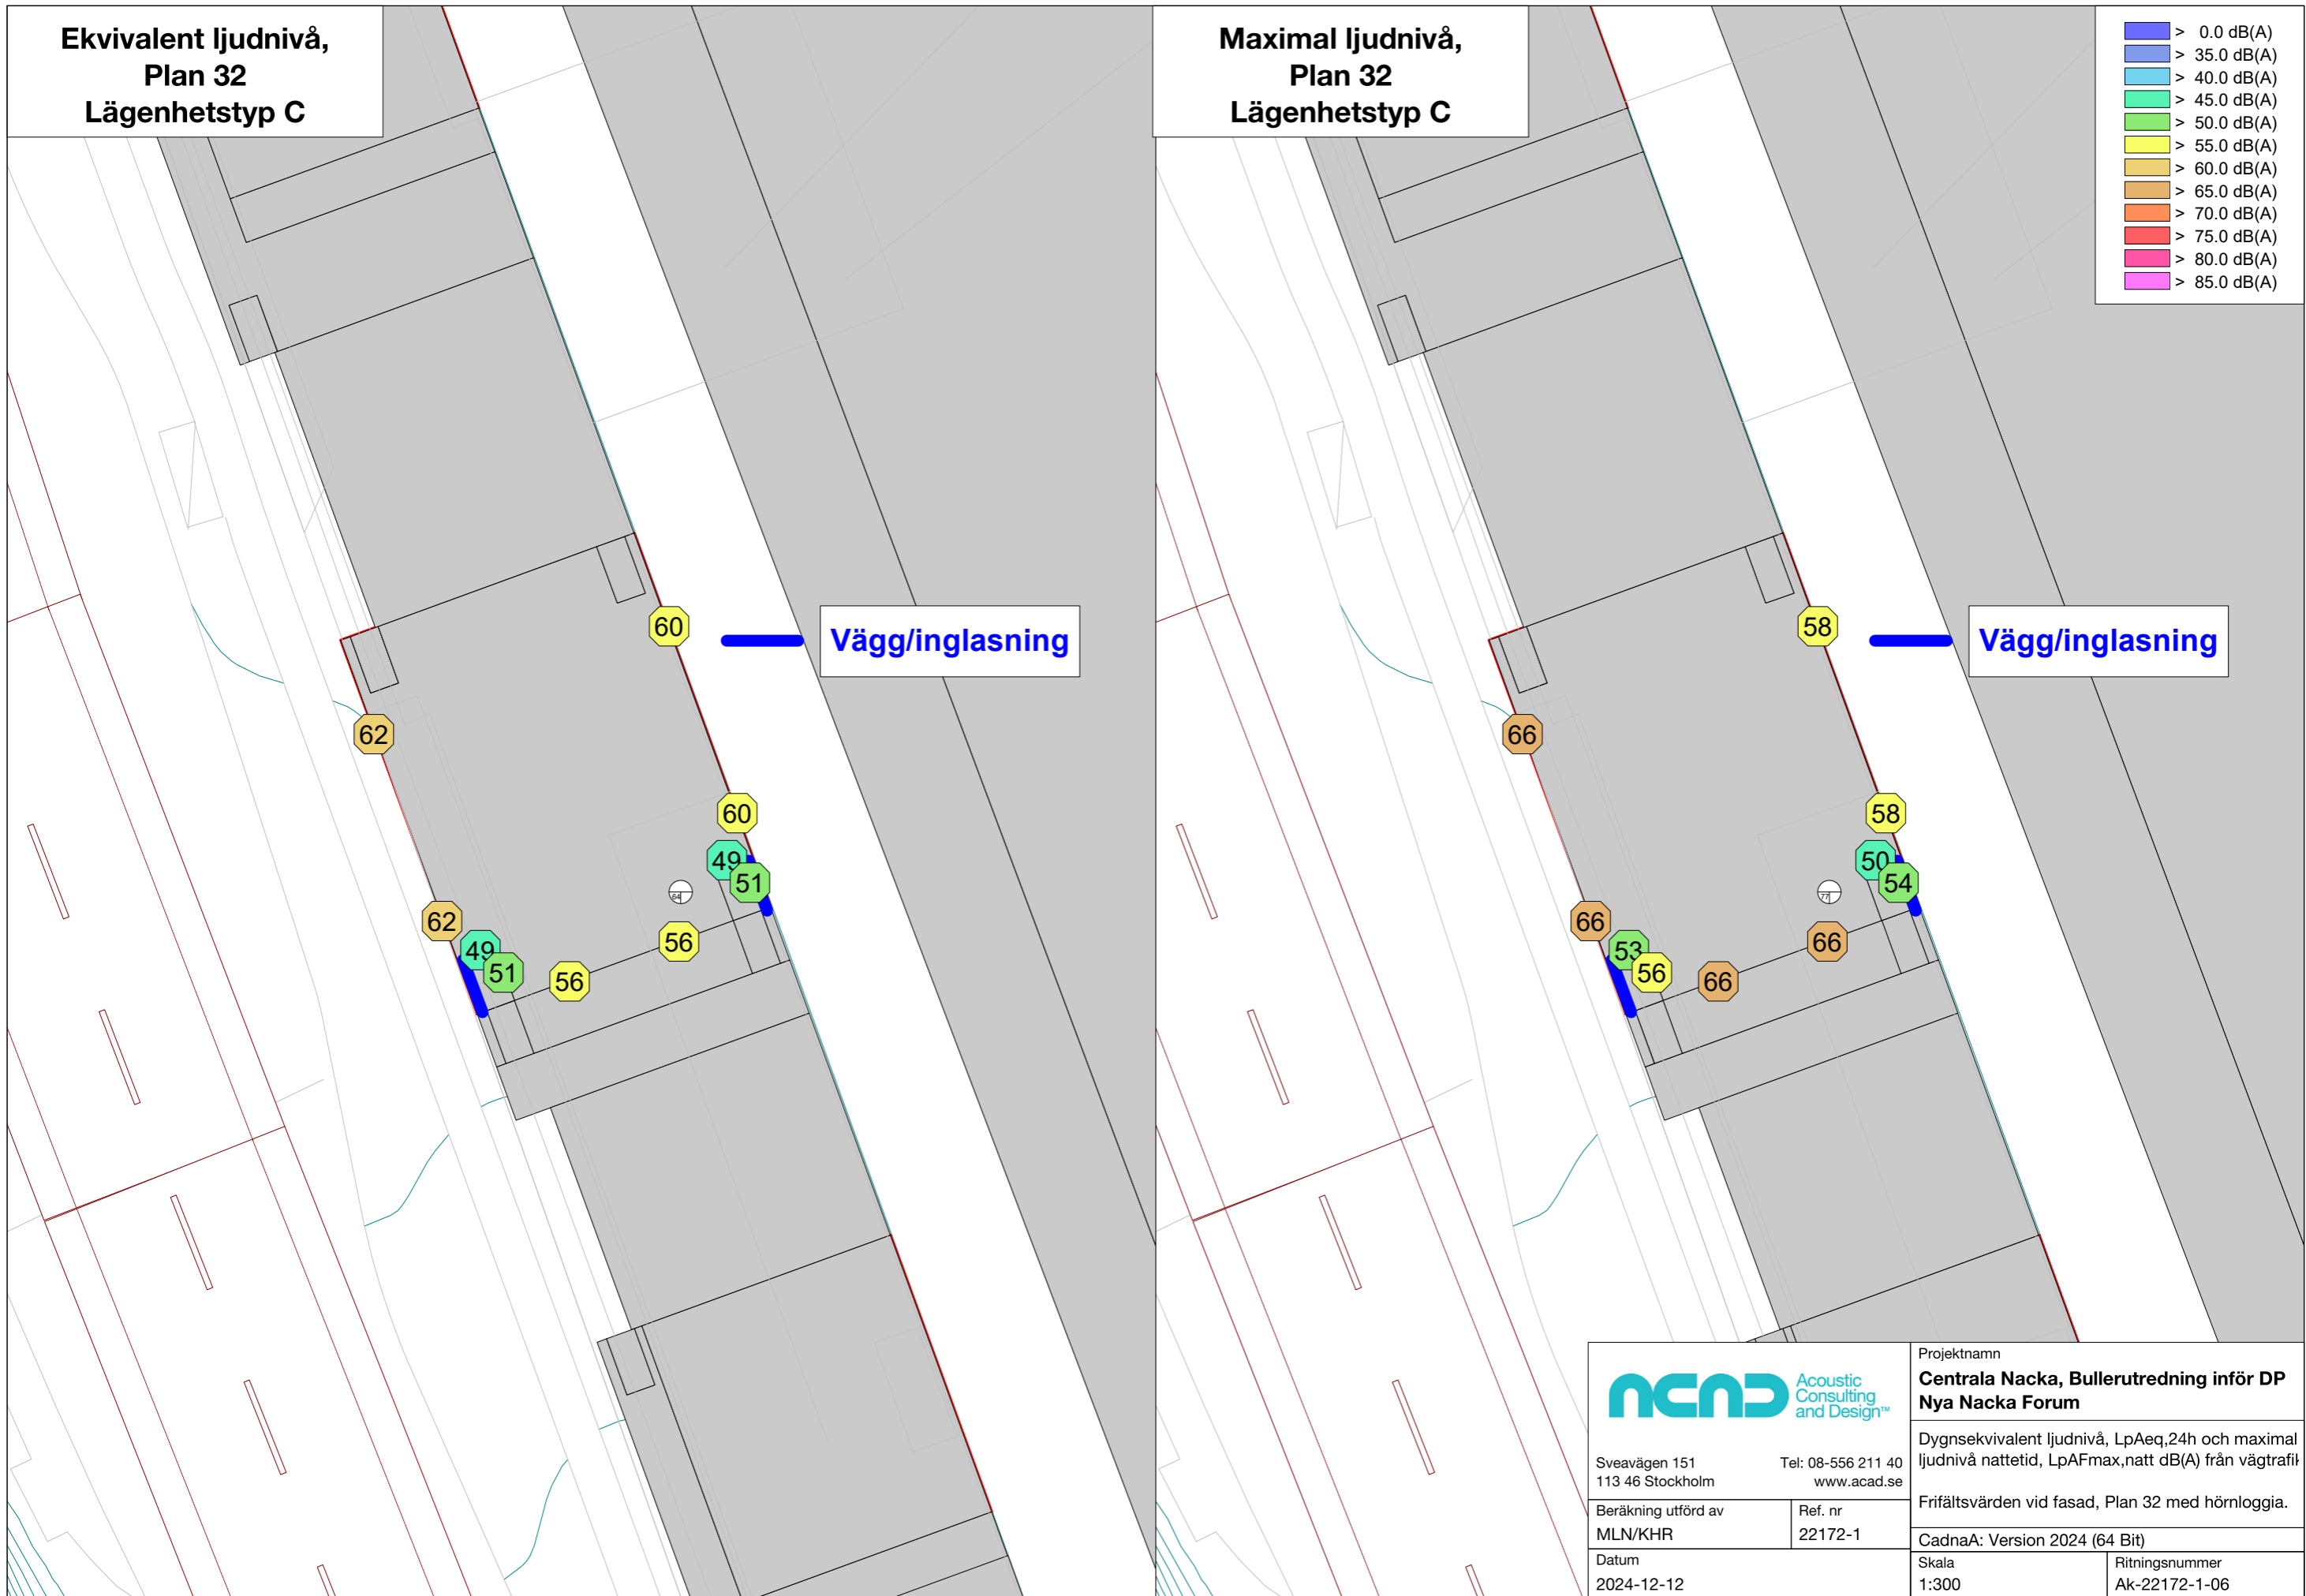 Ekvivalent ljudnivå,
Plan 32
Lägenhetstyp C
60
Vägg/inglasning
62
60
49
51
64
62
56
49
51
56
Maximal ljudnivå,
Plan 32
Lägenhetstyp C
58
Vägg/inglasning
66
58
50
54
77
66
66
53
56
66
> 0.0 dB(A)
> 35.0 dB(A)
> 40.0 dB(A)
> 45.0 dB(A)
> 50.0 dB(A)
> 55.0 dB(A)
> 60.0 dB(A)
> 65.0 dB(A)
> 70.0 dB(A)
> 75.0 dB(A)
> 80.0 dB(A)
> 85.0 dB(A)
acad Acoustic
Consulting
and Design™
Sveavägen 151 Tel: 08-556 211 40
113 46 Stockholm www.acad.se
Beräkning utförd av
MLN/KHR
Ref. nr
22172-1
Datum
2024-12-12
Projektnamn
Centrala Nacka, Bullerutredning inför DP
Nya Nacka Forum
Dygnsekvivalent ljudnivå, LpAeq,24h och maximal
ljudnivå nattetid, LpAFmax,natt dB(A) från vägtrafik
Frifältsvärden vid fasad, Plan 32 med hörnloggia.
CadnaA: Version 2024 (64 Bit)
Skala
1:300
Ritningsnummer
Ak-22172-1-06